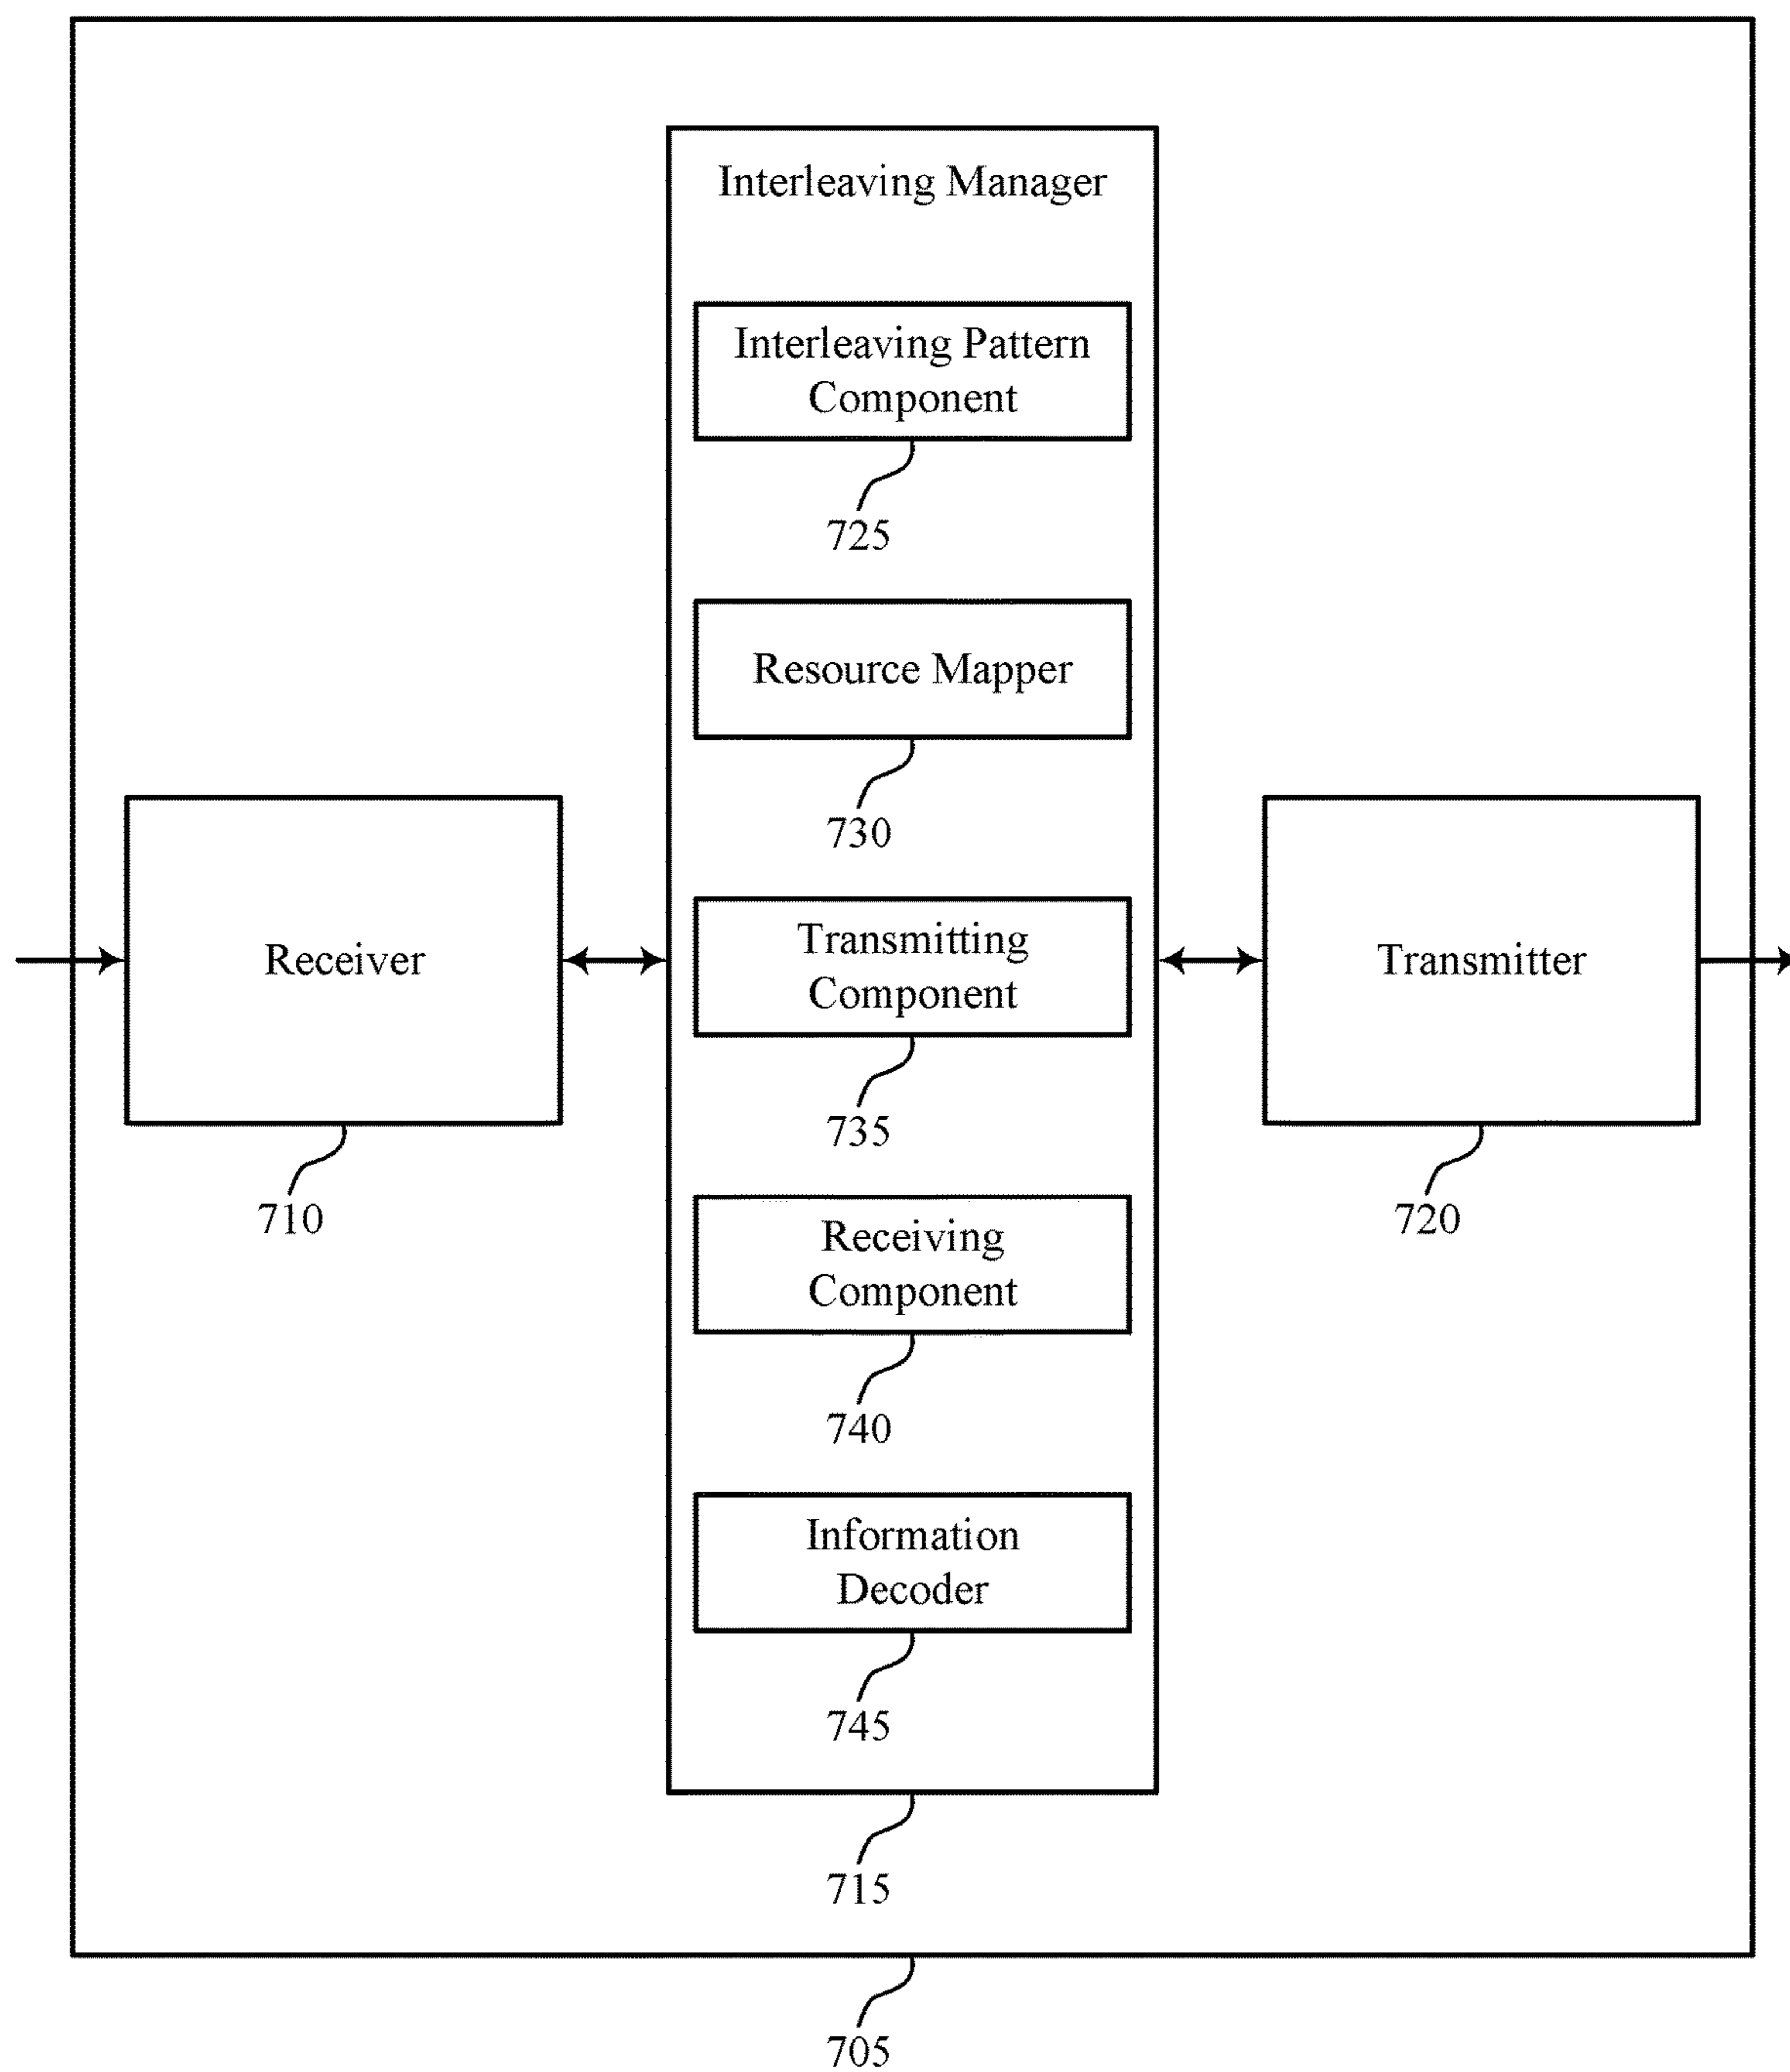 Interleaving Manager
Interleaving Pattern
Component
725
Resource Mapper
730
Receiver
710
Transmitting
Component
735
Transmitter
720
Receiving
Component
740
Information
Decoder
745
715
705